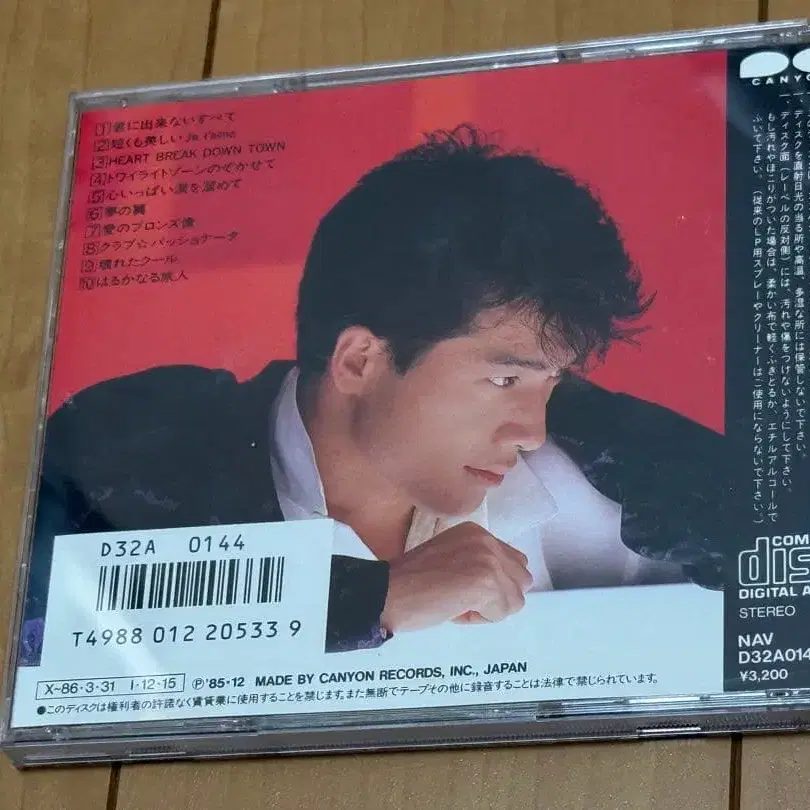 1 君に出来ないすべて
2 短くも美しい Je t'aime
3 HEART BREAK DOWN TOWN
4 トワイライトゾーンのぞかせて
5 心いっぱい涙を溜めて
6 夢の翼
7 愛のブロンズ像
8 クラブ☆パッショナータ
9 壊れたクール
10 はるかなる旅人
D32A 0144
T4988 012 20533 9
X~86・3・31 I・12・15 Ⓟ'85・12 MADE BY CANYON RECORDS, INC., JAPAN
●このディスクは権利者の許諾なく賃貸業に使用することを禁じます。また無断でテープその他に録音することは法律で禁じられています。
CANYO
一、ディスクを直射日光の当る所や高温、多湿な所には保管しないで下さい。
一、ディスク面(レーベルの反対側)には、汚れや傷をつけないようにして下さい。
もし汚れやほこりがついた場合は、柔かい布で軽くふきとるか、エチルアルコールで
ふいて下さい。(従来のLP用スプレーやクリーナーはご使用にならないで下さい。)
COM
dis
DIGITAL A
STEREO
NAV
D32A014
¥3,200